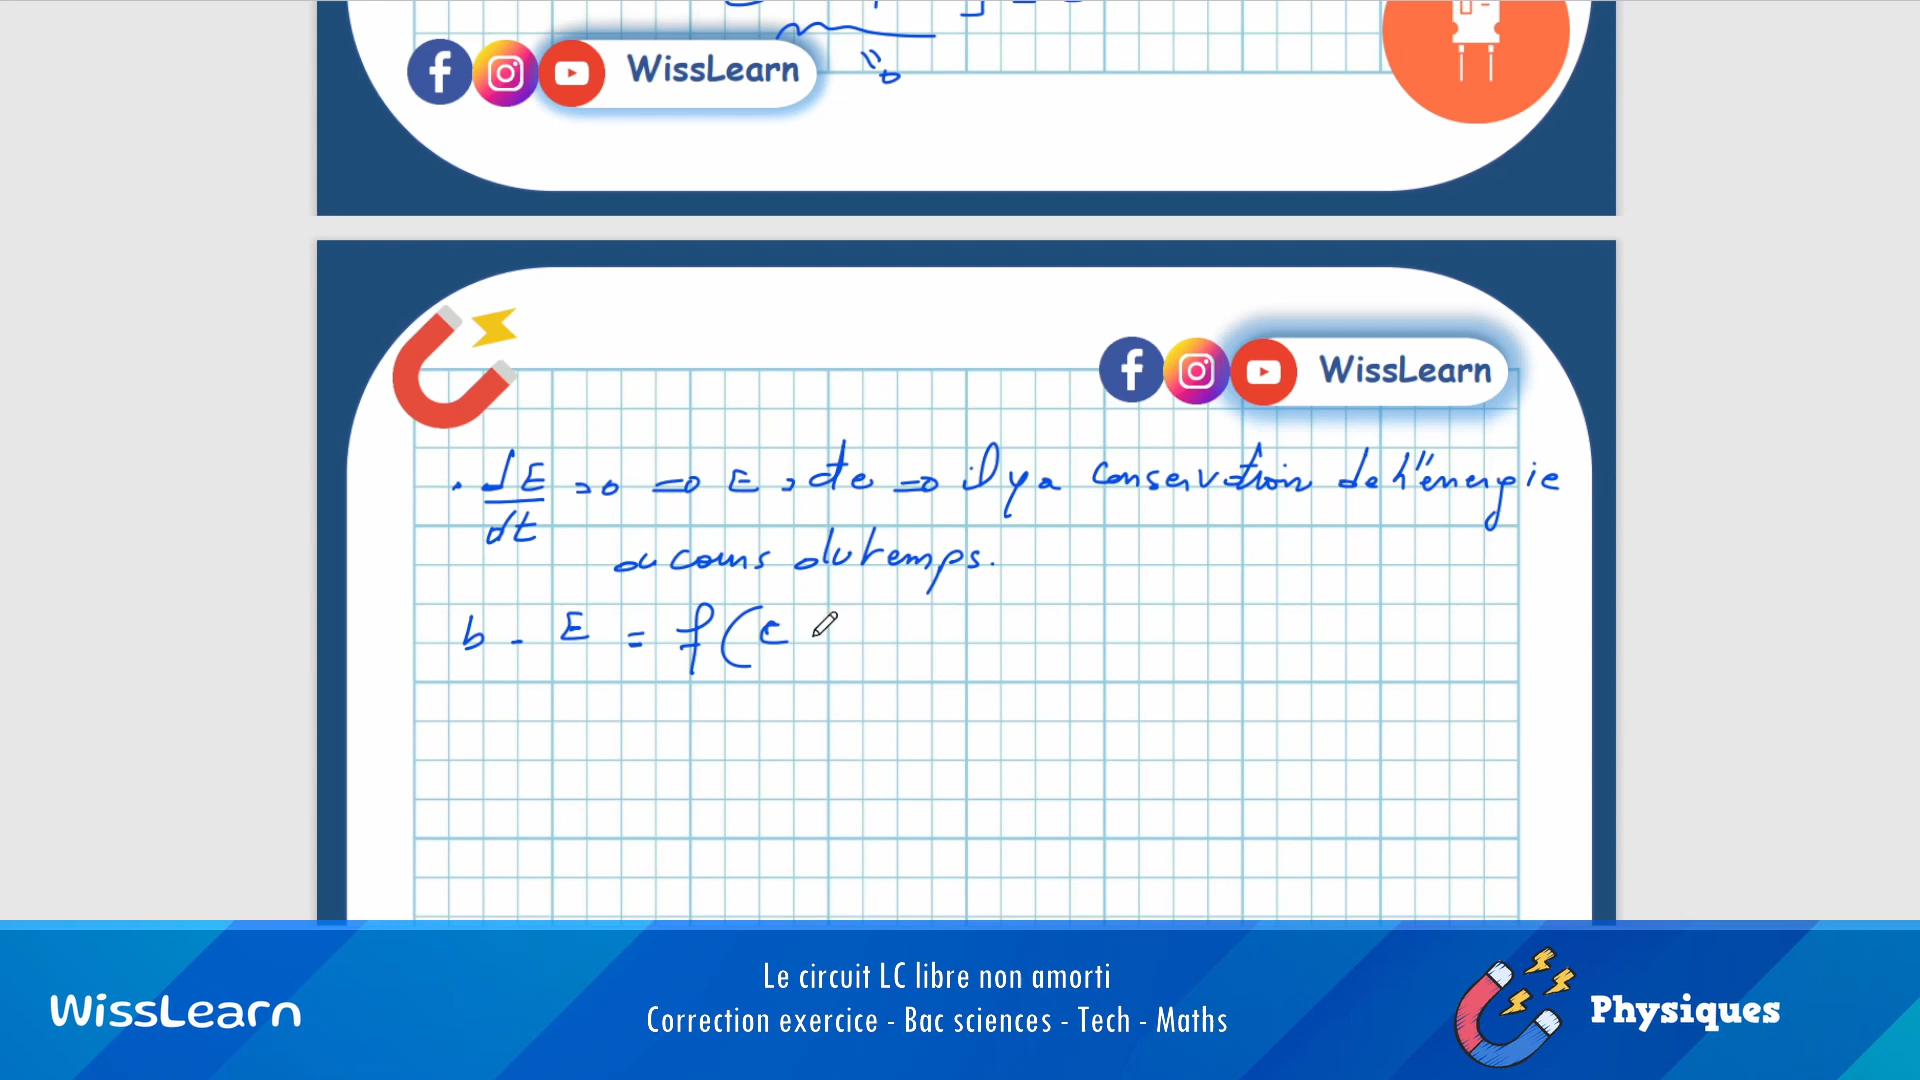 WissLearn
WissLearn
. dE/dt = 0 => E = cte => il y a conservation de l'énergie
au cours du temps.
b - E = f(c
Le circuit LC libre non amorti
WissLearn
Correction exercice - Bac sciences - Tech - Maths
Physiques